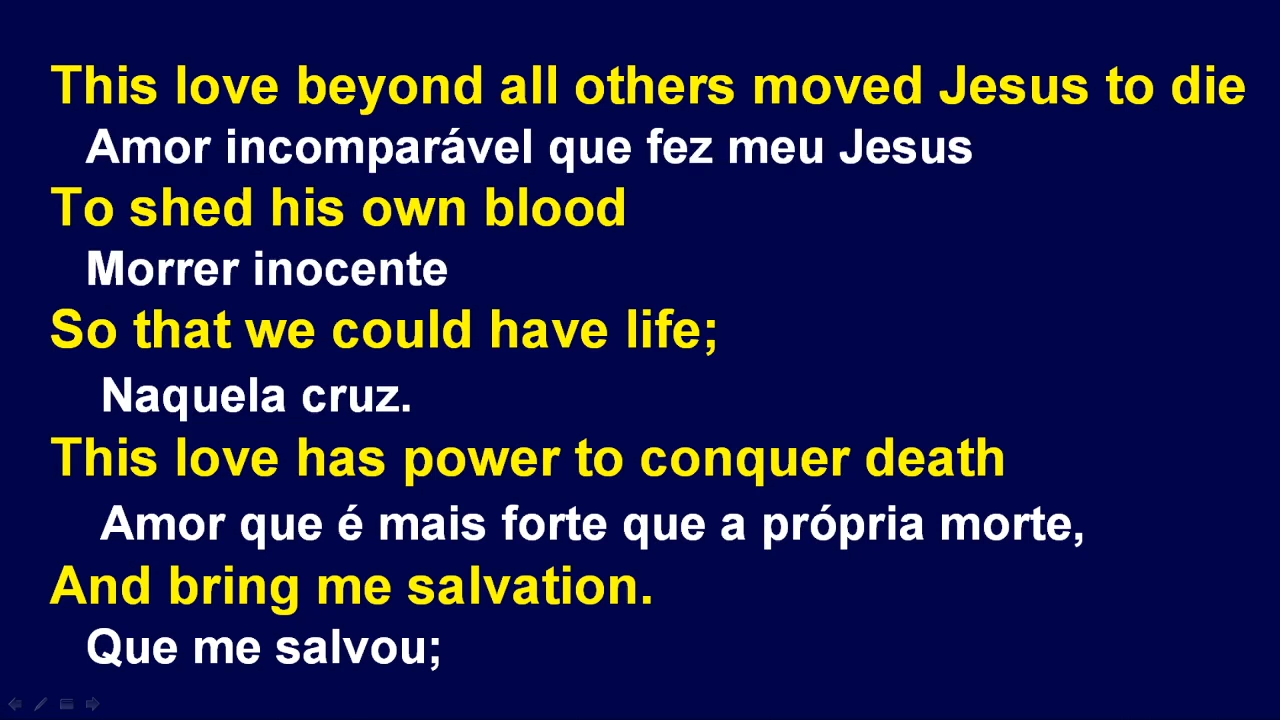 This love beyond all others moved Jesus to die
Amor incomparável que fez meu Jesus
To shed his own blood
Morrer inocente
So that we could have life;
Naquela cruz.
This love has power to conquer death
Amor que é mais forte que a própria morte,
And bring me salvation.
Que me salvou;